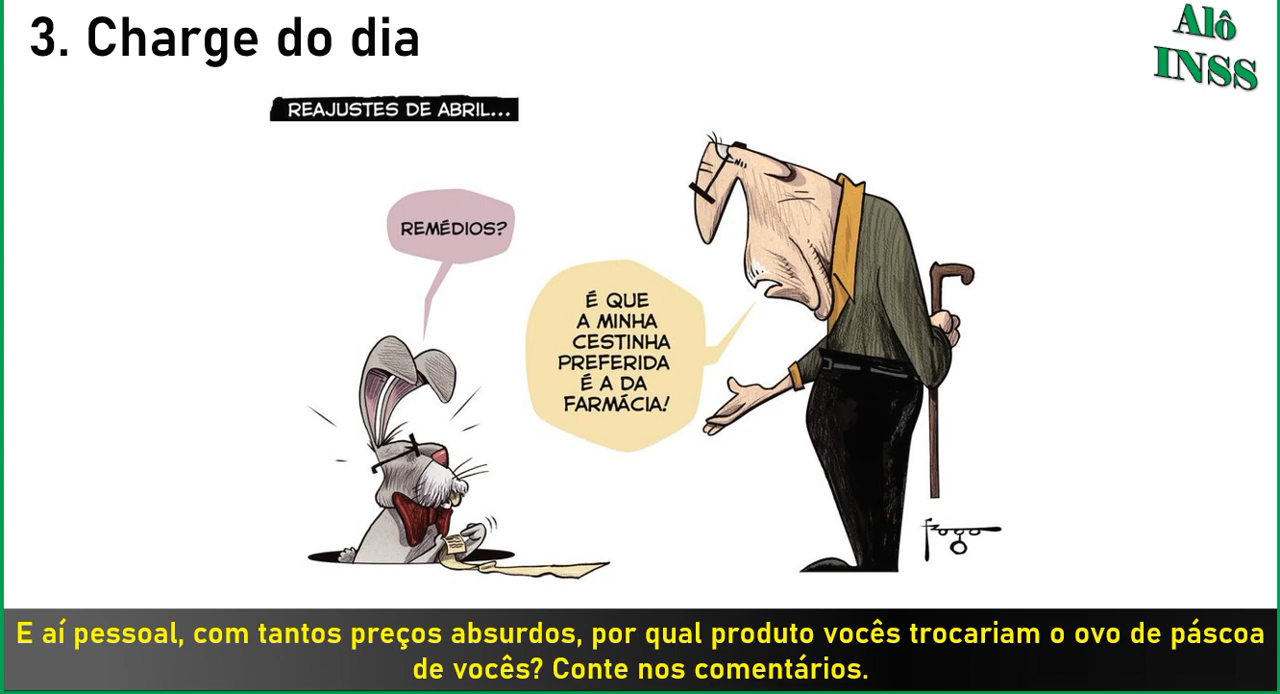 3. Charge do dia
Alô
INSS
REAJUSTES DE ABRIL...
REMÉDIOS?
É QUE
A MINHA
CESTINHA
PREFERIDA
É A DA
FARMÁCIA!
E aí pessoal, com tantos preços absurdos, por qual produto vocês trocariam o ovo de páscoa
de vocês? Conte nos comentários.